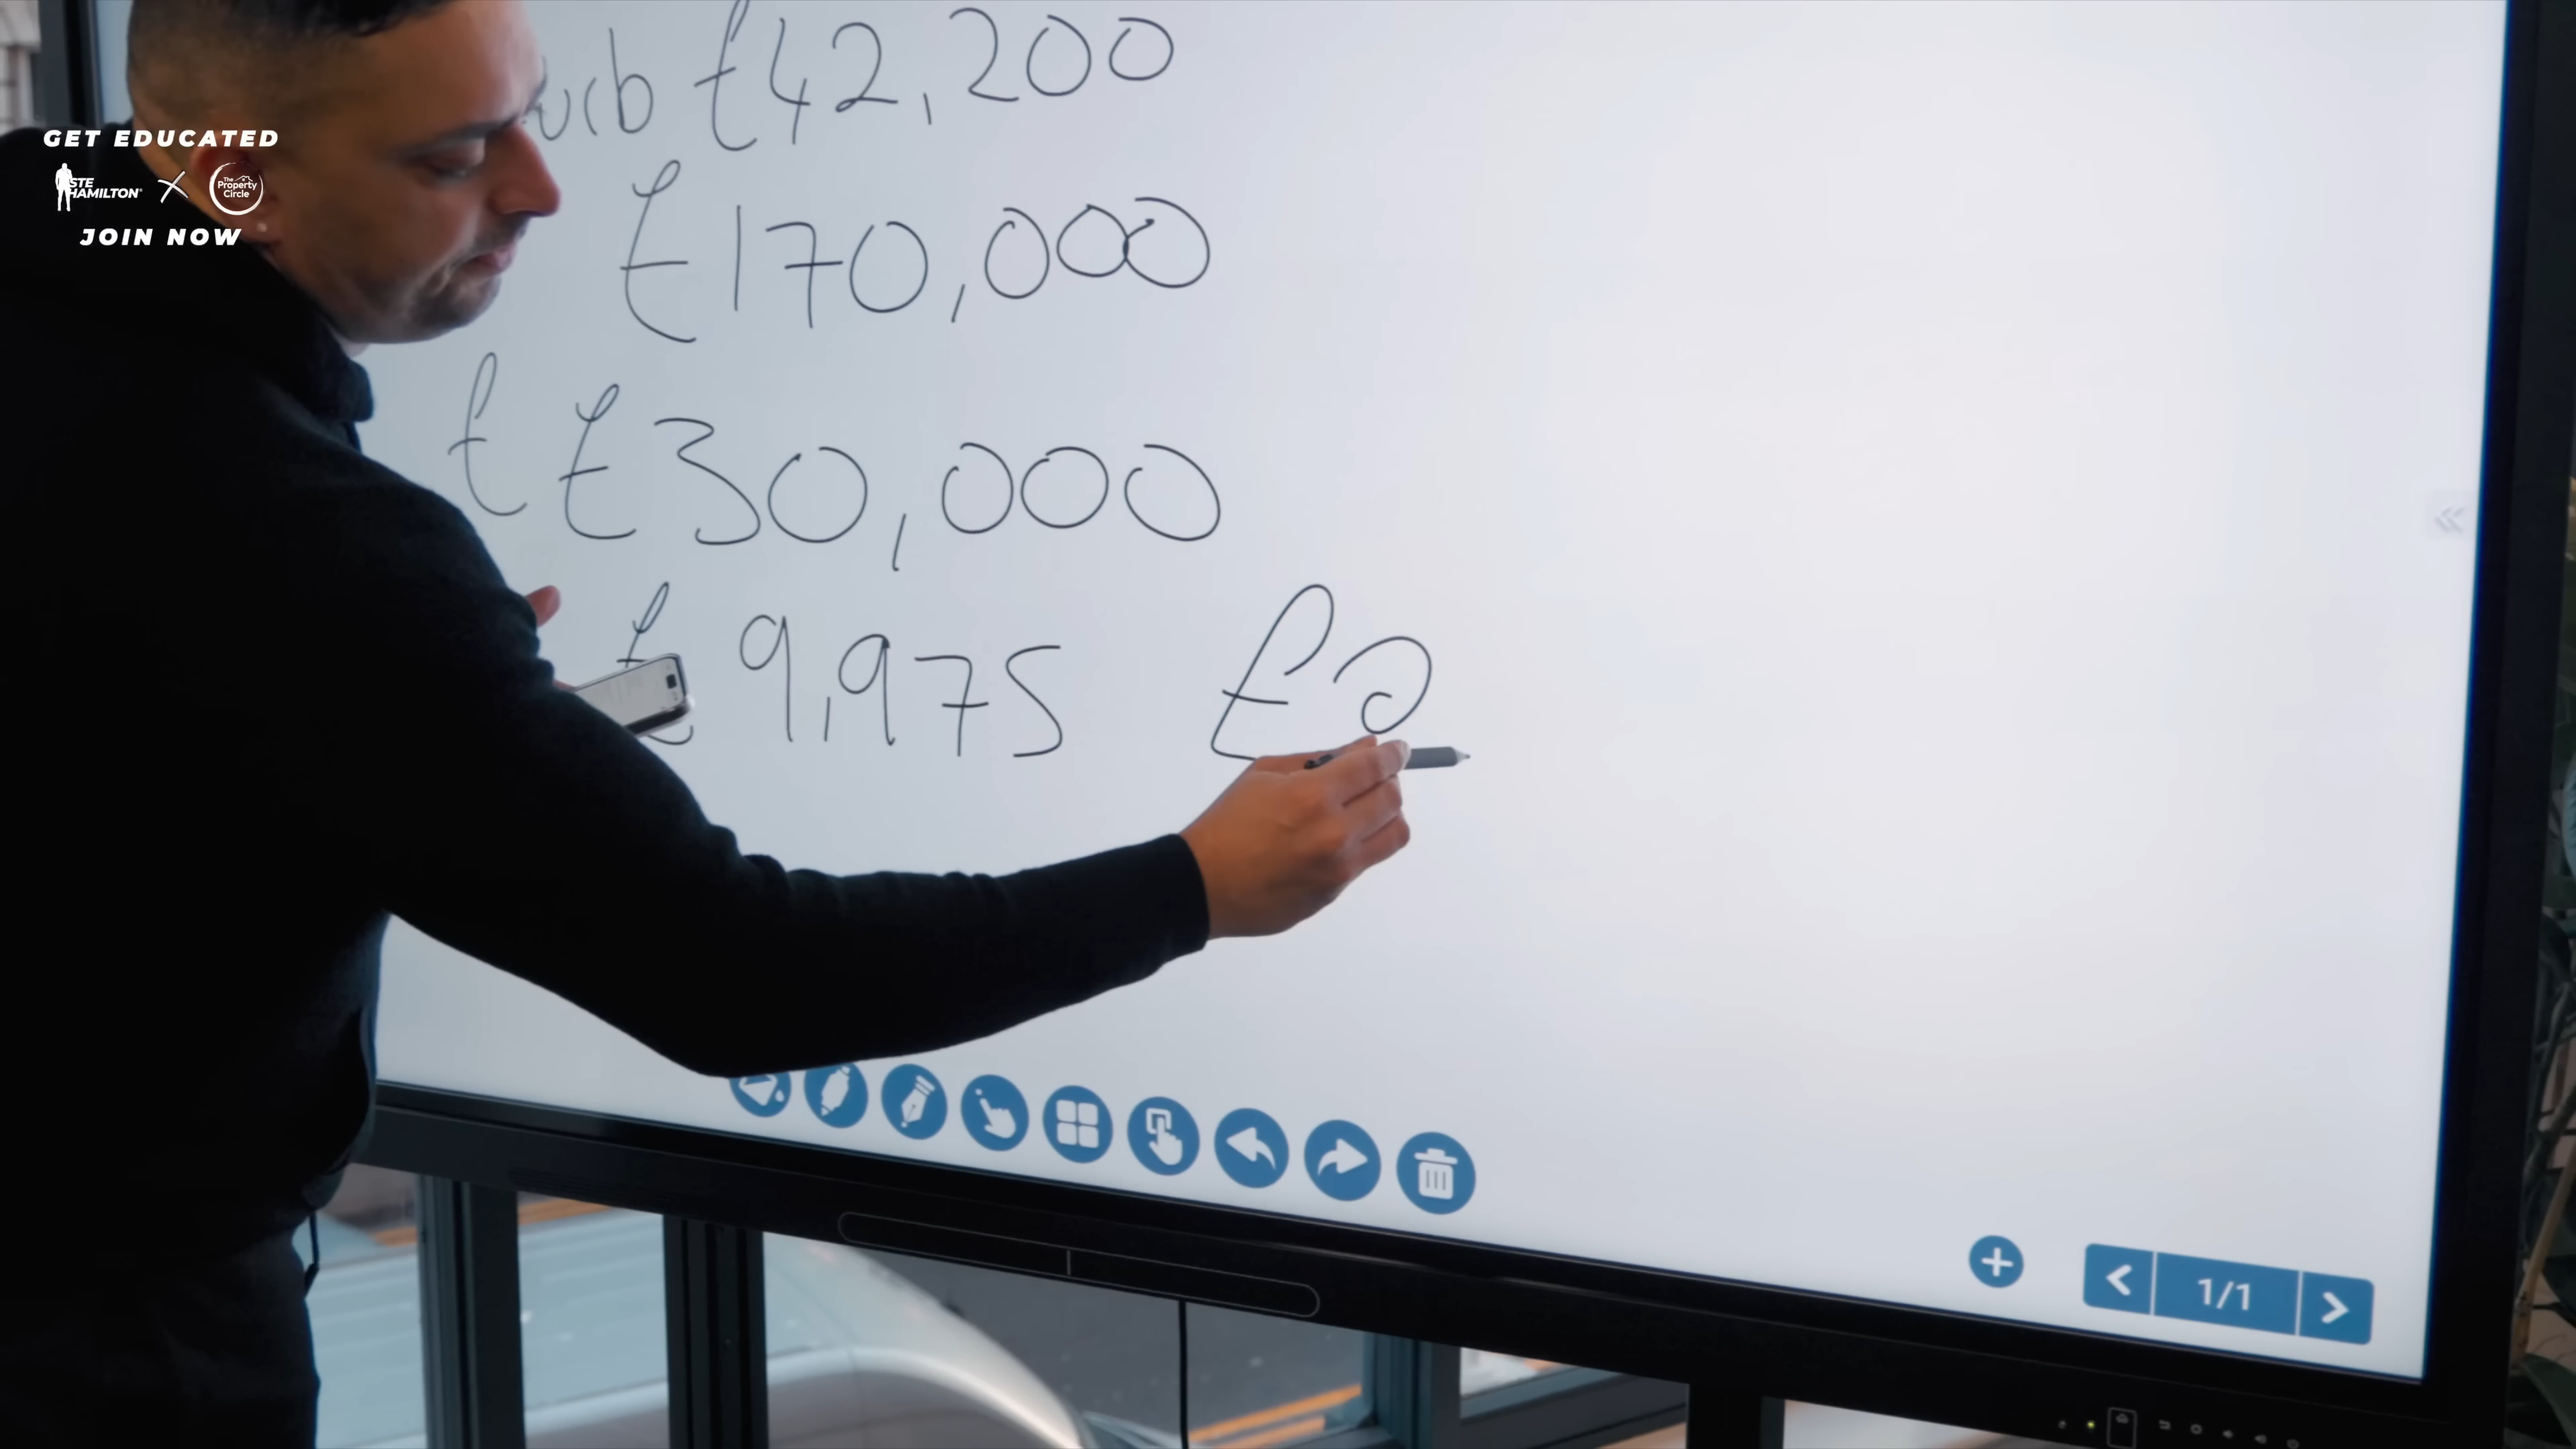 GET EDUCATED
STE HAMILTON
The Property Circle
JOIN NOW
£42,200
£170,000
£ £30,000
£ 9,975 £2
1/1